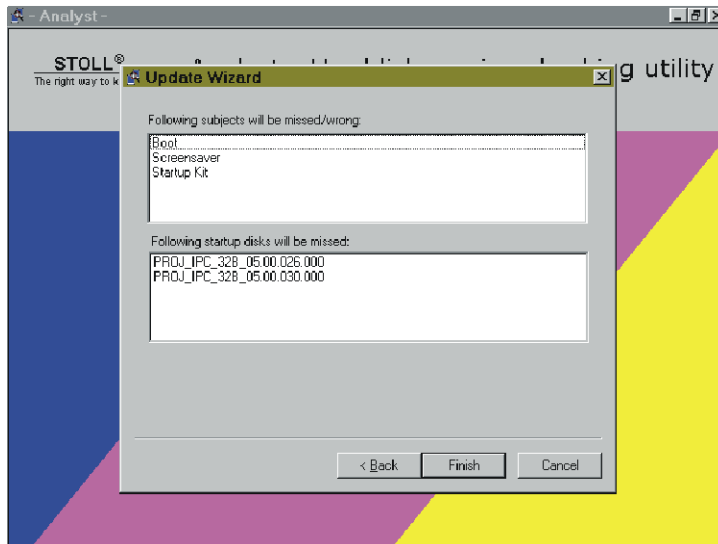 - Analyst -
STOLL®
The right way to k
g utility
Update Wizard
Following subjects will be missed/wrong:
Boot
Screensaver
Startup Kit
Following startup disks will be missed:
PROJ_IPC_32B_05.00.026.000
PROJ_IPC_32B_05.00.030.000
< Back
Finish
Cancel